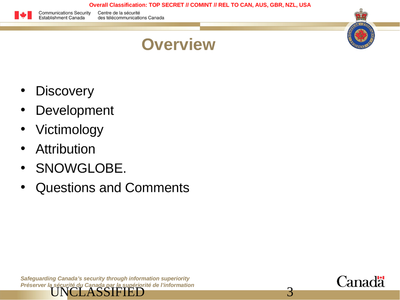 Overall Classification: TOP SECRET // COMINT // REL TO CAN, AUS, GBR, NZL, USA
Communications Security Centre de la sécurité
Establishment Canada des télécommunications Canada
Overview
• Discovery
• Development
• Victimology
• Attribution
• SNOWGLOBE.
• Questions and Comments
Safeguarding Canada's security through information superiority
Préserver la sécurité du Canada par la supériorité de l'information
Canada
UNCLASSIFIED 3